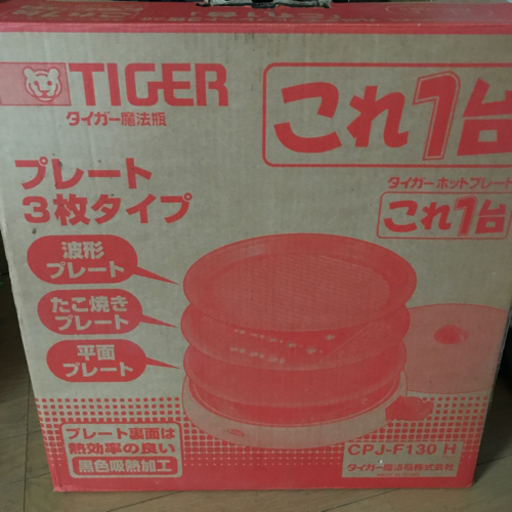 TIGER
タイガー魔法瓶
これ1台
タイガー ホットプレート
これ1台
プレート
3枚タイプ
波形
プレート
たこ焼き
プレート
平面
プレート
プレート裏面は
熱効率の良い
黒色吸熱加工
CPJ-F130 H
タイガー魔法瓶株式会社